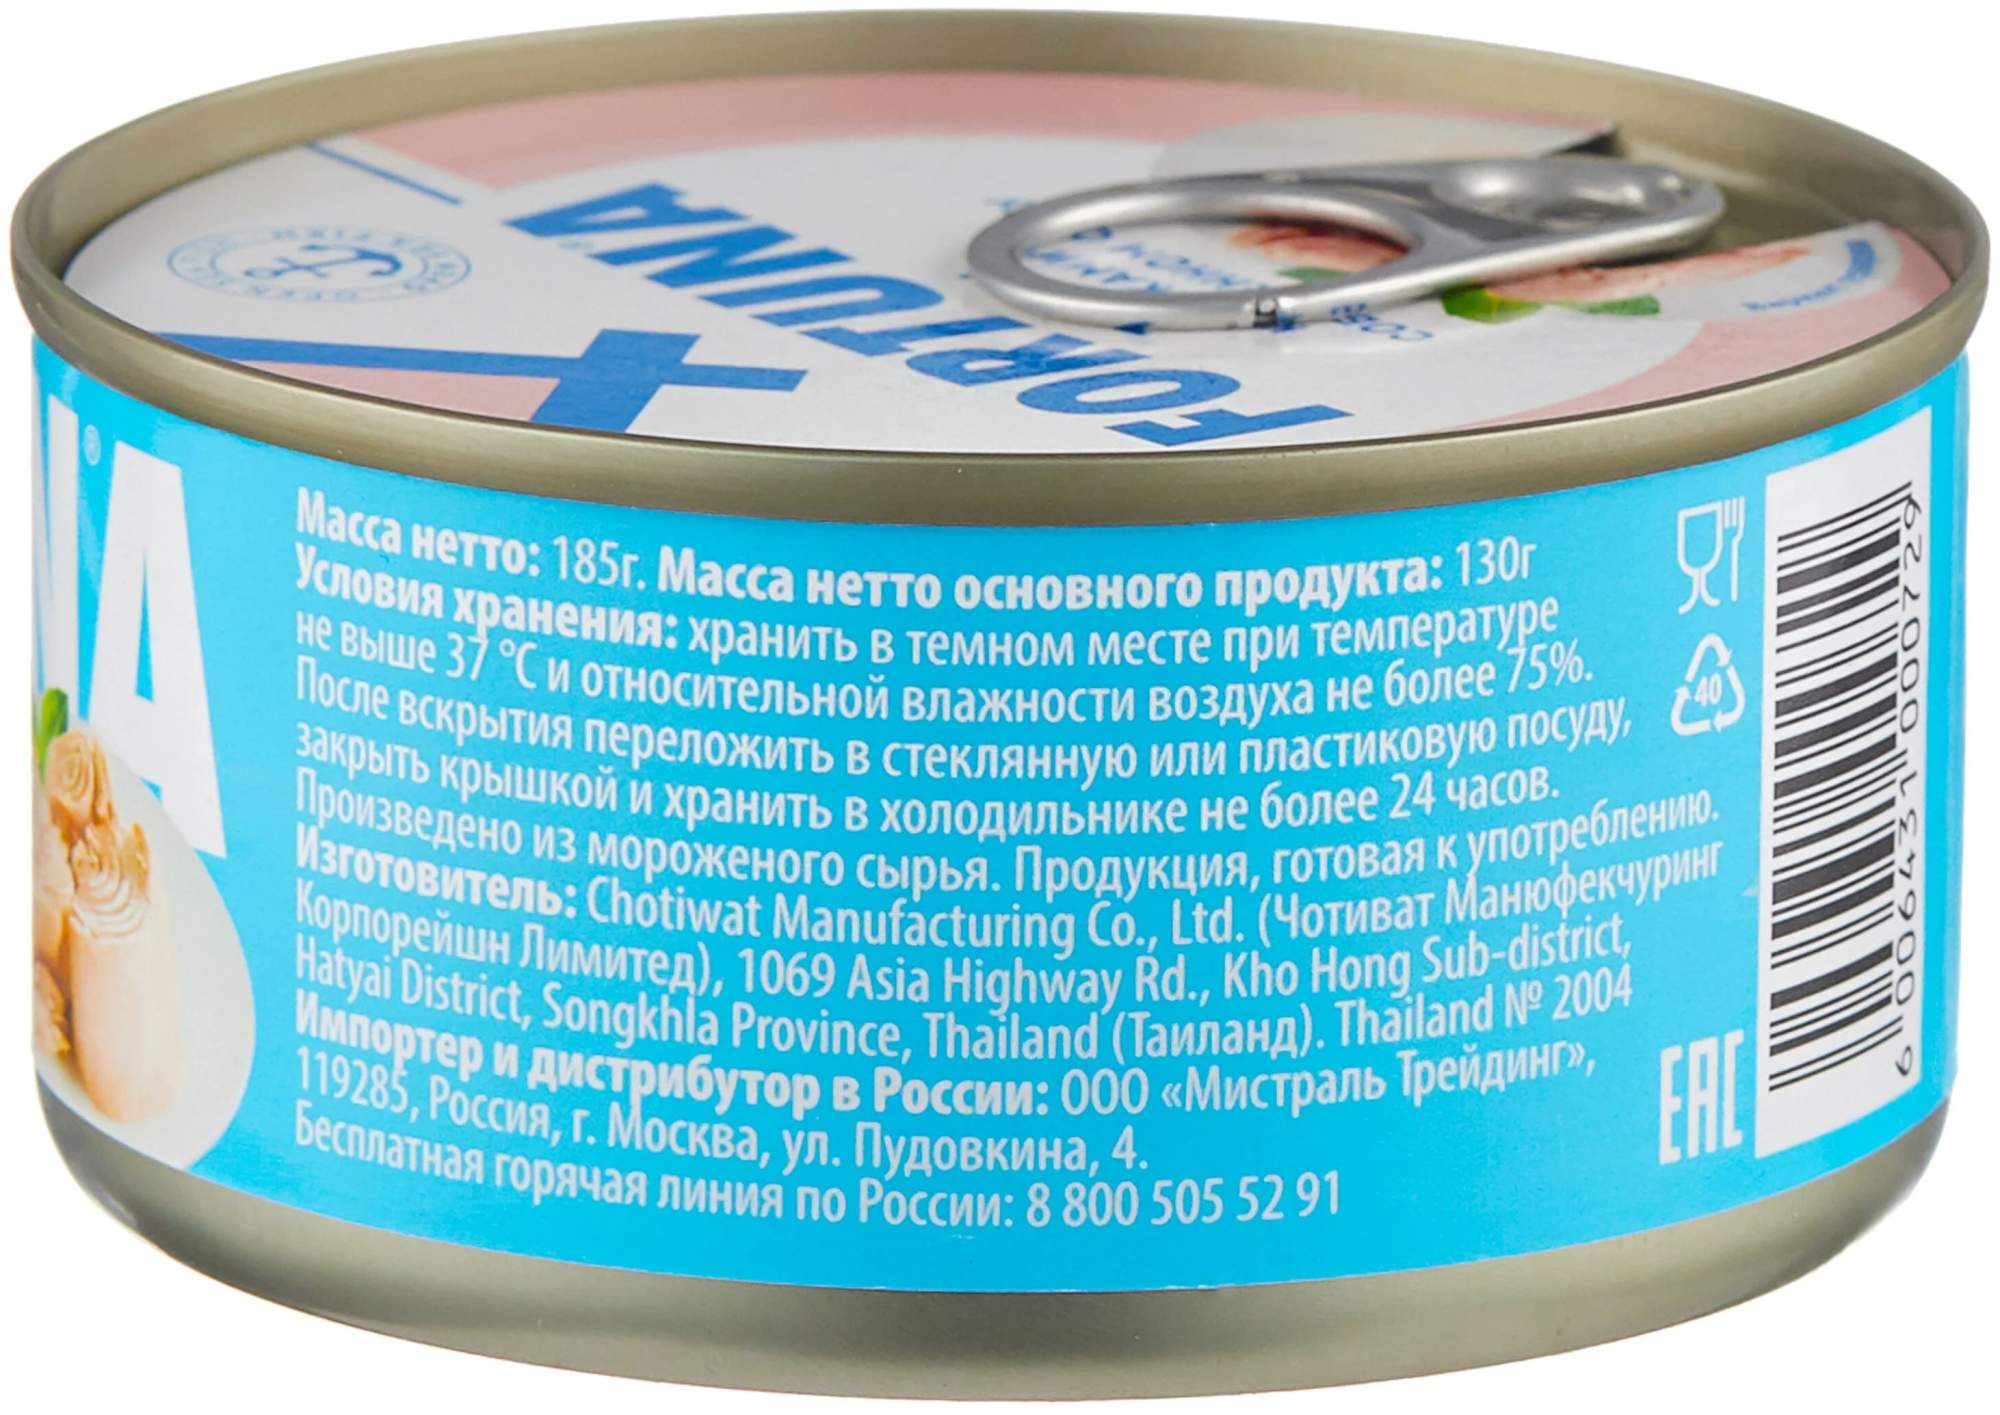 FORTUNA
NA®
Масса нетто: 185г. Масса нетто основного продукта: 130г
Условия хранения: хранить в темном месте при температуре
не выше 37 °C и относительной влажности воздуха не более 75%.
После вскрытия переложить в стеклянную или пластиковую посуду,
закрыть крышкой и хранить в холодильнике не более 24 часов.
Произведено из мороженого сырья. Продукция, готовая к употреблению.
Изготовитель: Chotiwat Manufacturing Co., Ltd. (Чотиват Манюфекчуринг
Корпорейшн Лимитед), 1069 Asia Highway Rd., Kho Hong Sub-district,
Hatyai District, Songkhla Province, Thailand (Таиланд). Thailand № 2004
Импортер и дистрибутор в России: ООО «Мистраль Трейдинг»,
119285, Россия, г. Москва, ул. Пудовкина, 4.
Бесплатная горячая линия по России: 8 800 505 52 91
40
EAC
6 006431 000729